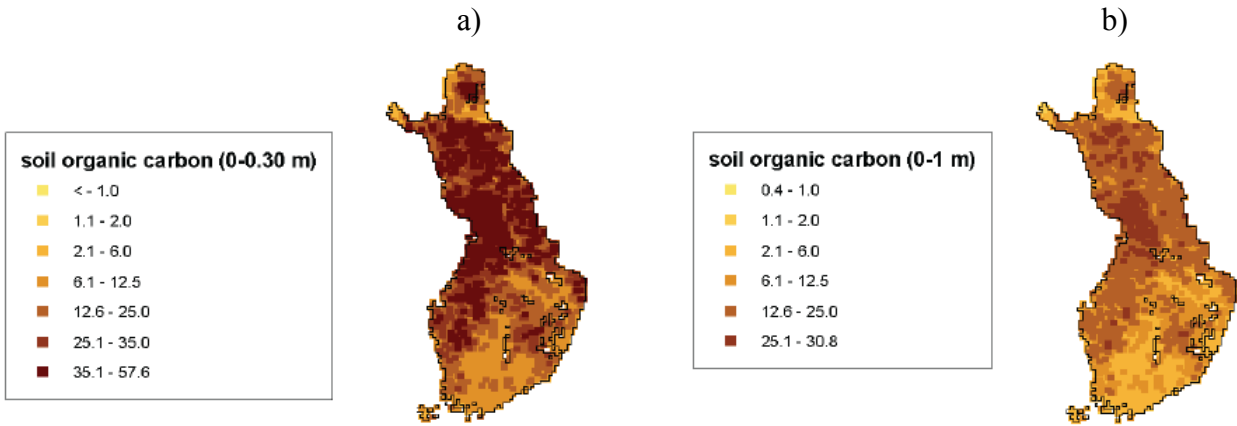 a)
b)
soil organic carbon (0-0.30 m)
< - 1.0
1.1 - 2.0
2.1 - 6.0
6.1 - 12.5
12.6 - 25.0
25.1 - 35.0
35.1 - 57.6
soil organic carbon (0-1 m)
0.4 - 1.0
1.1 - 2.0
2.1 - 6.0
6.1 - 12.5
12.6 - 25.0
25.1 - 30.8